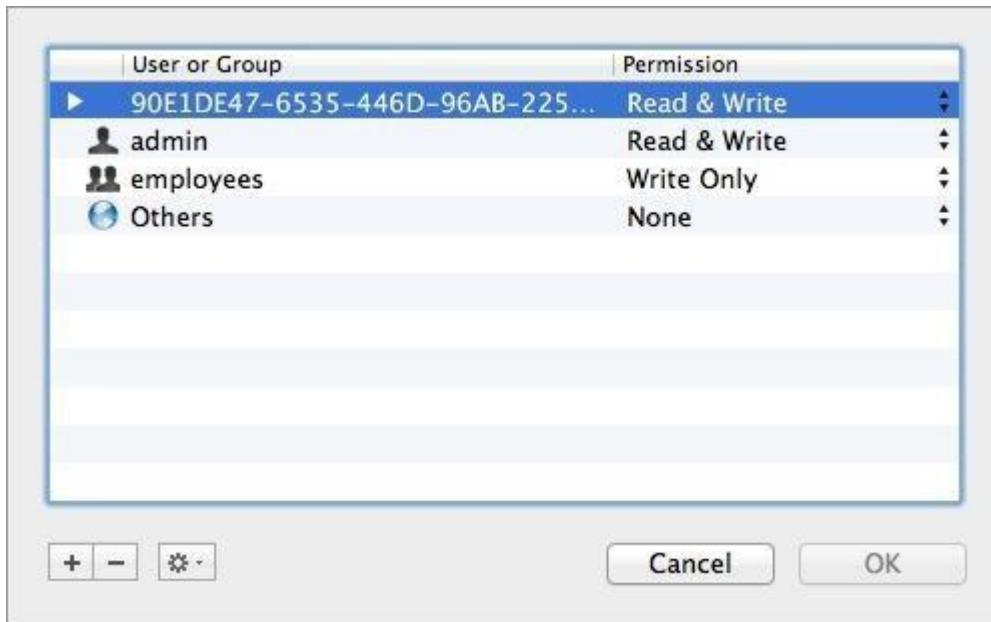 User or Group Permission
90E1DE47-6535-446D-96AB-225... Read & Write
admin Read & Write
employees Write Only
Others None
+ - Cancel OK